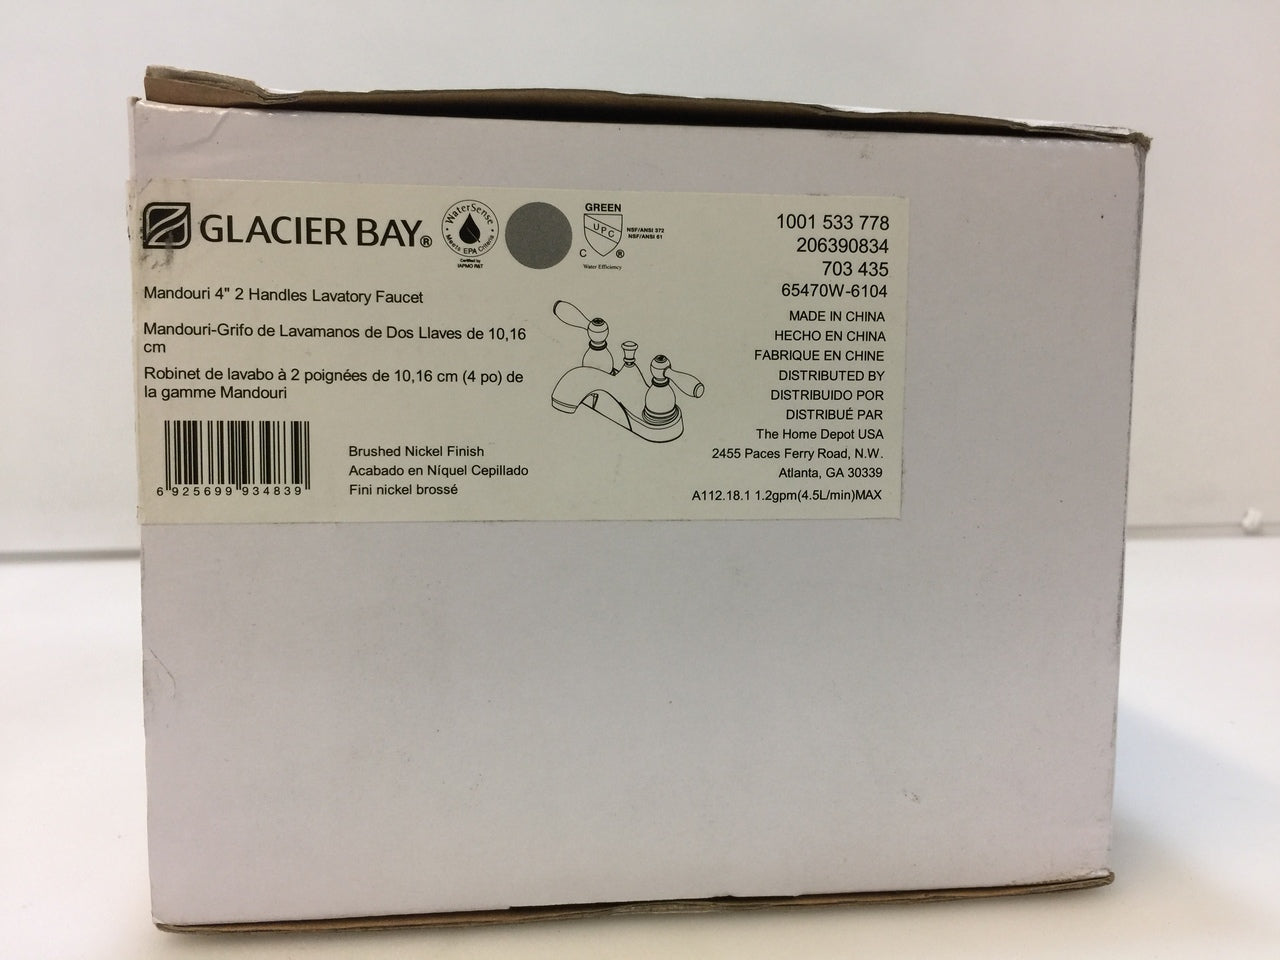 GLACIER BAY®
WaterSense
Meets EPA Criteria
Certified by
IAPMO R&T
GREEN
UPC
C ®
NSF/ANSI 372
NSF/ANSI 61
Water Efficiency
Mandouri 4" 2 Handles Lavatory Faucet
Mandouri-Grifo de Lavamanos de Dos Llaves de 10,16
cm
Robinet de lavabo à 2 poignées de 10,16 cm (4 po) de
la gamme Mandouri
6 925699 934839
Brushed Nickel Finish
Acabado en Níquel Cepillado
Fini nickel brossé
1001 533 778
206390834
703 435
65470W-6104
MADE IN CHINA
HECHO EN CHINA
FABRIQUE EN CHINE
DISTRIBUTED BY
DISTRIBUIDO POR
DISTRIBUÉ PAR
The Home Depot USA
2455 Paces Ferry Road, N.W.
Atlanta, GA 30339
A112.18.1 1.2gpm(4.5L/min)MAX